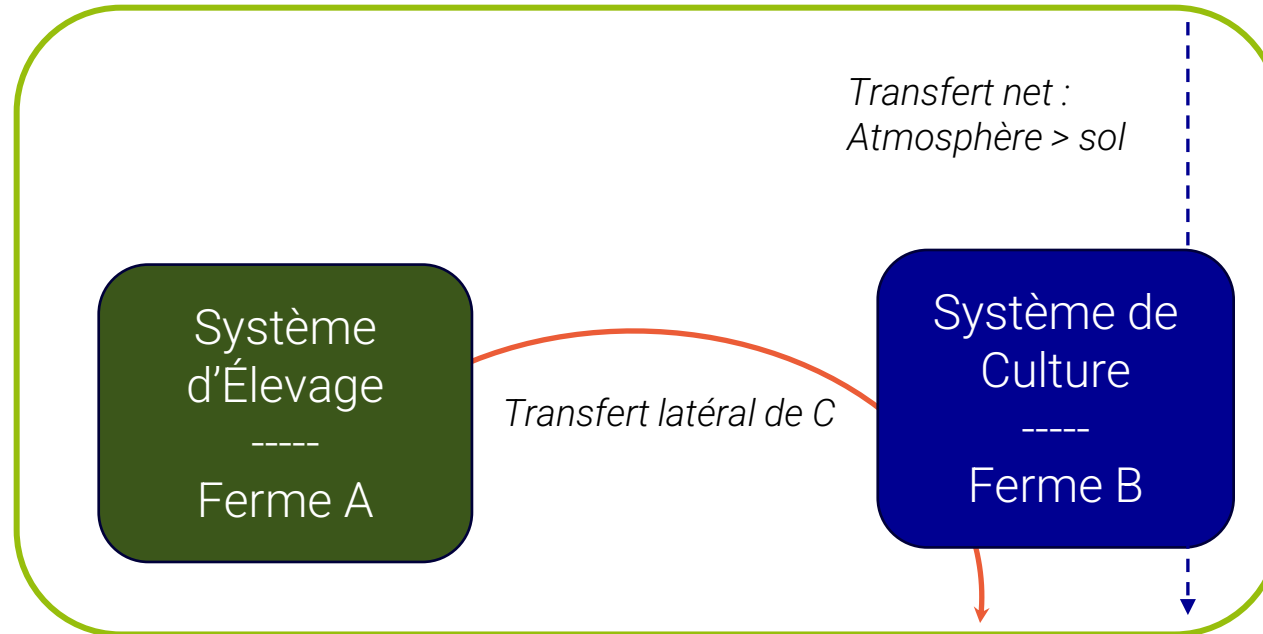 Transfert net :
Atmosphère > sol
Système
d’Élevage
-----
Ferme A
Transfert latéral de C
Système de
Culture
-----
Ferme B